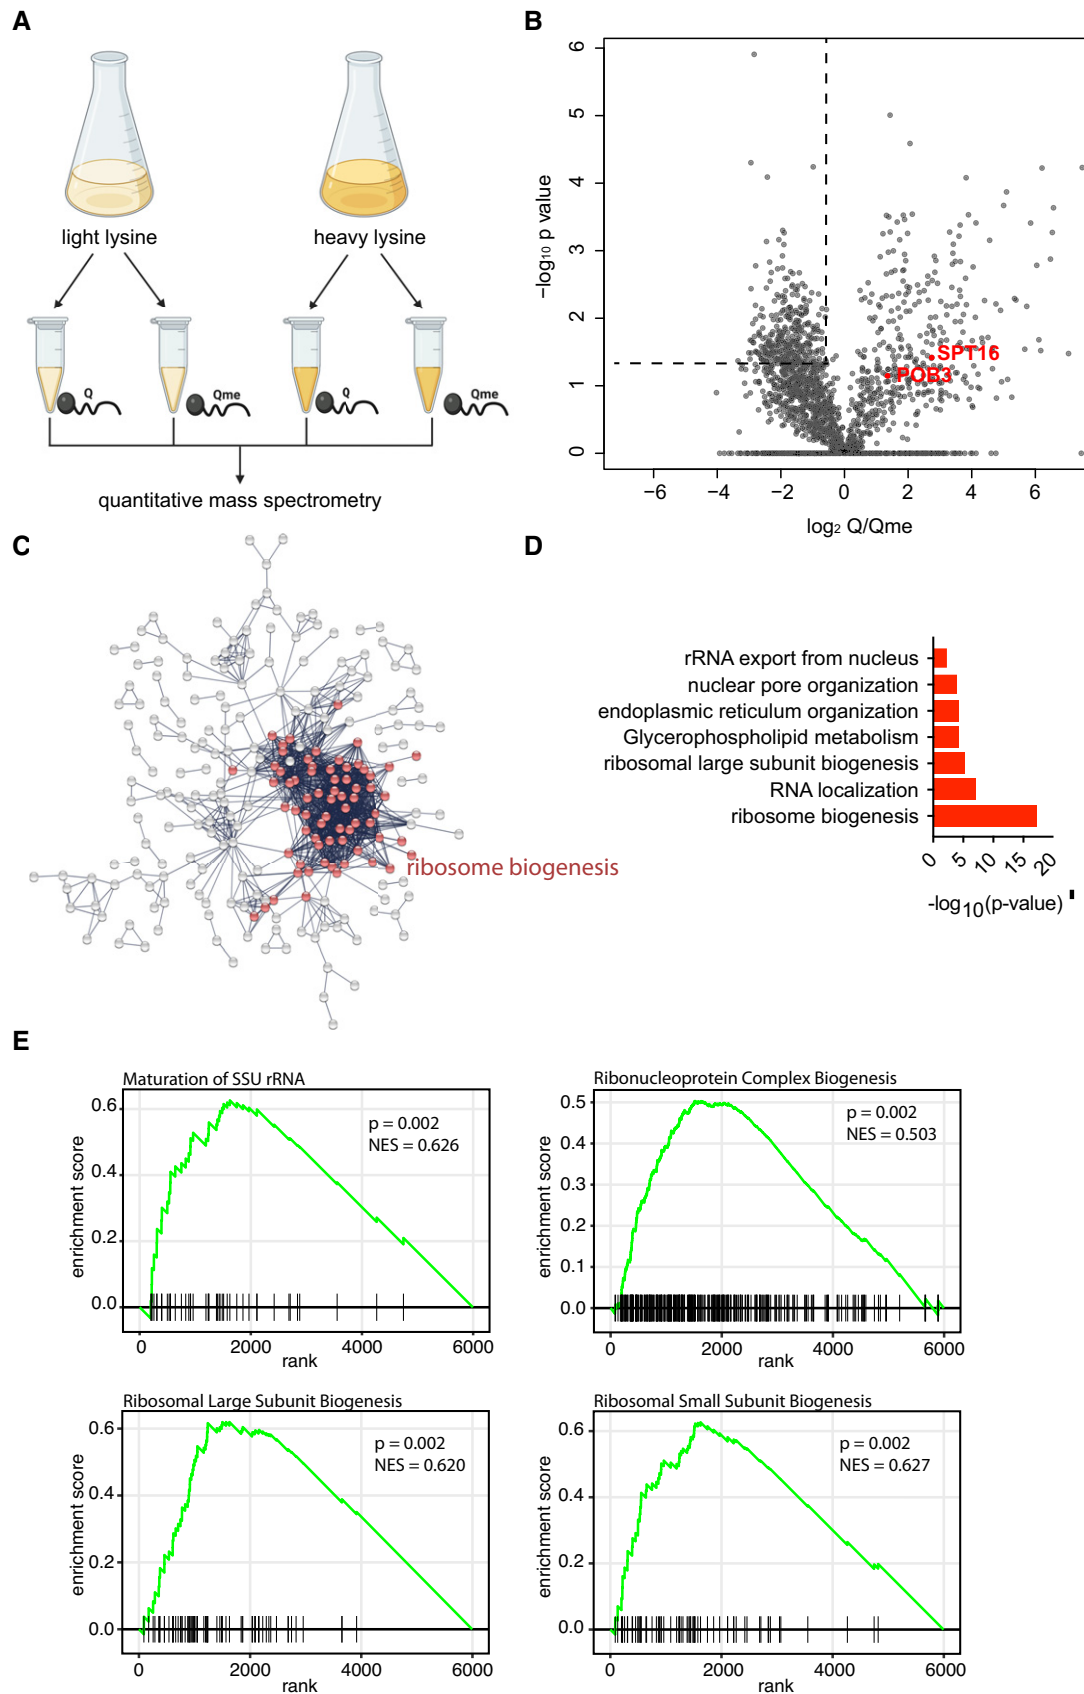 A
light lysine
heavy lysine
Q
Qme
Q
Qme
quantitative mass spectrometry
B
6
5
4
3
2
1
0
−log10 p value
SPT16
POB3
−6 −4 −2 0 2 4 6
log2 Q/Qme
C
ribosome biogenesis
D
rRNA export from nucleus
nuclear pore organization
endoplasmic reticulum organization
Glycerophospholipid metabolism
ribosomal large subunit biogenesis
RNA localization
ribosome biogenesis
0 5 10 15 20
-log10(p-value)
E
Maturation of SSU rRNA
p = 0.002
NES = 0.626
enrichment score
0.6
0.4
0.2
0.0
0 2000 4000 6000
rank
Ribonucleoprotein Complex Biogenesis
p = 0.002
NES = 0.503
enrichment score
0.5
0.4
0.3
0.2
0.1
0.0
0 2000 4000 6000
rank
Ribosomal Large Subunit Biogenesis
p = 0.002
NES = 0.620
enrichment score
0.6
0.4
0.2
0.0
0 2000 4000 6000
rank
Ribosomal Small Subunit Biogenesis
p = 0.002
NES = 0.627
enrichment score
0.6
0.4
0.2
0.0
0 2000 4000 6000
rank